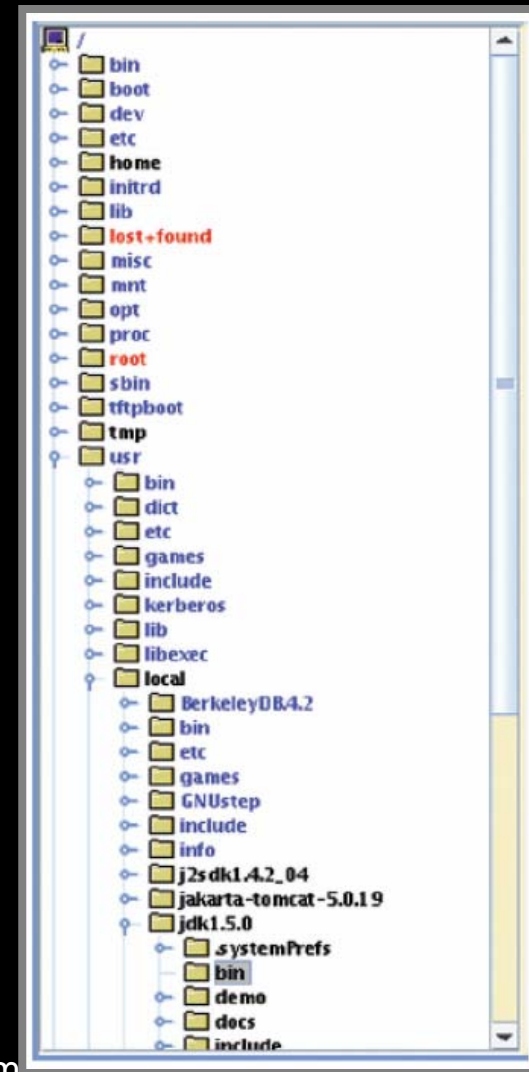 /
bin
boot
dev
etc
home
initrd
lib
lost+found
misc
mnt
opt
proc
root
sbin
tftpboot
tmp
usr
bin
dict
etc
games
include
kerberos
lib
libexec
local
BerkeleyDB.4.2
bin
etc
games
GNUstep
include
info
j2sdk1.4.2_04
jakarta-tomcat-5.0.19
jdk1.5.0
.systemPrefs
bin
demo
docs
include
m